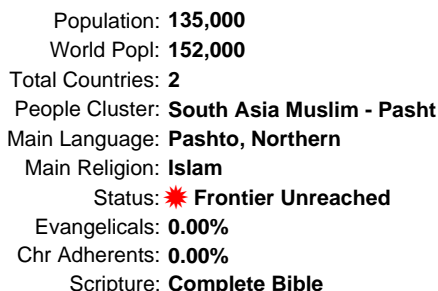 Population: 135,000
World Popl: 152,000
Total Countries: 2
People Cluster: South Asia Muslim - Pasht
Main Language: Pashto, Northern
Main Religion: Islam
Status: Frontier Unreached
Evangelicals: 0.00%
Chr Adherents: 0.00%
Scripture: Complete Bible